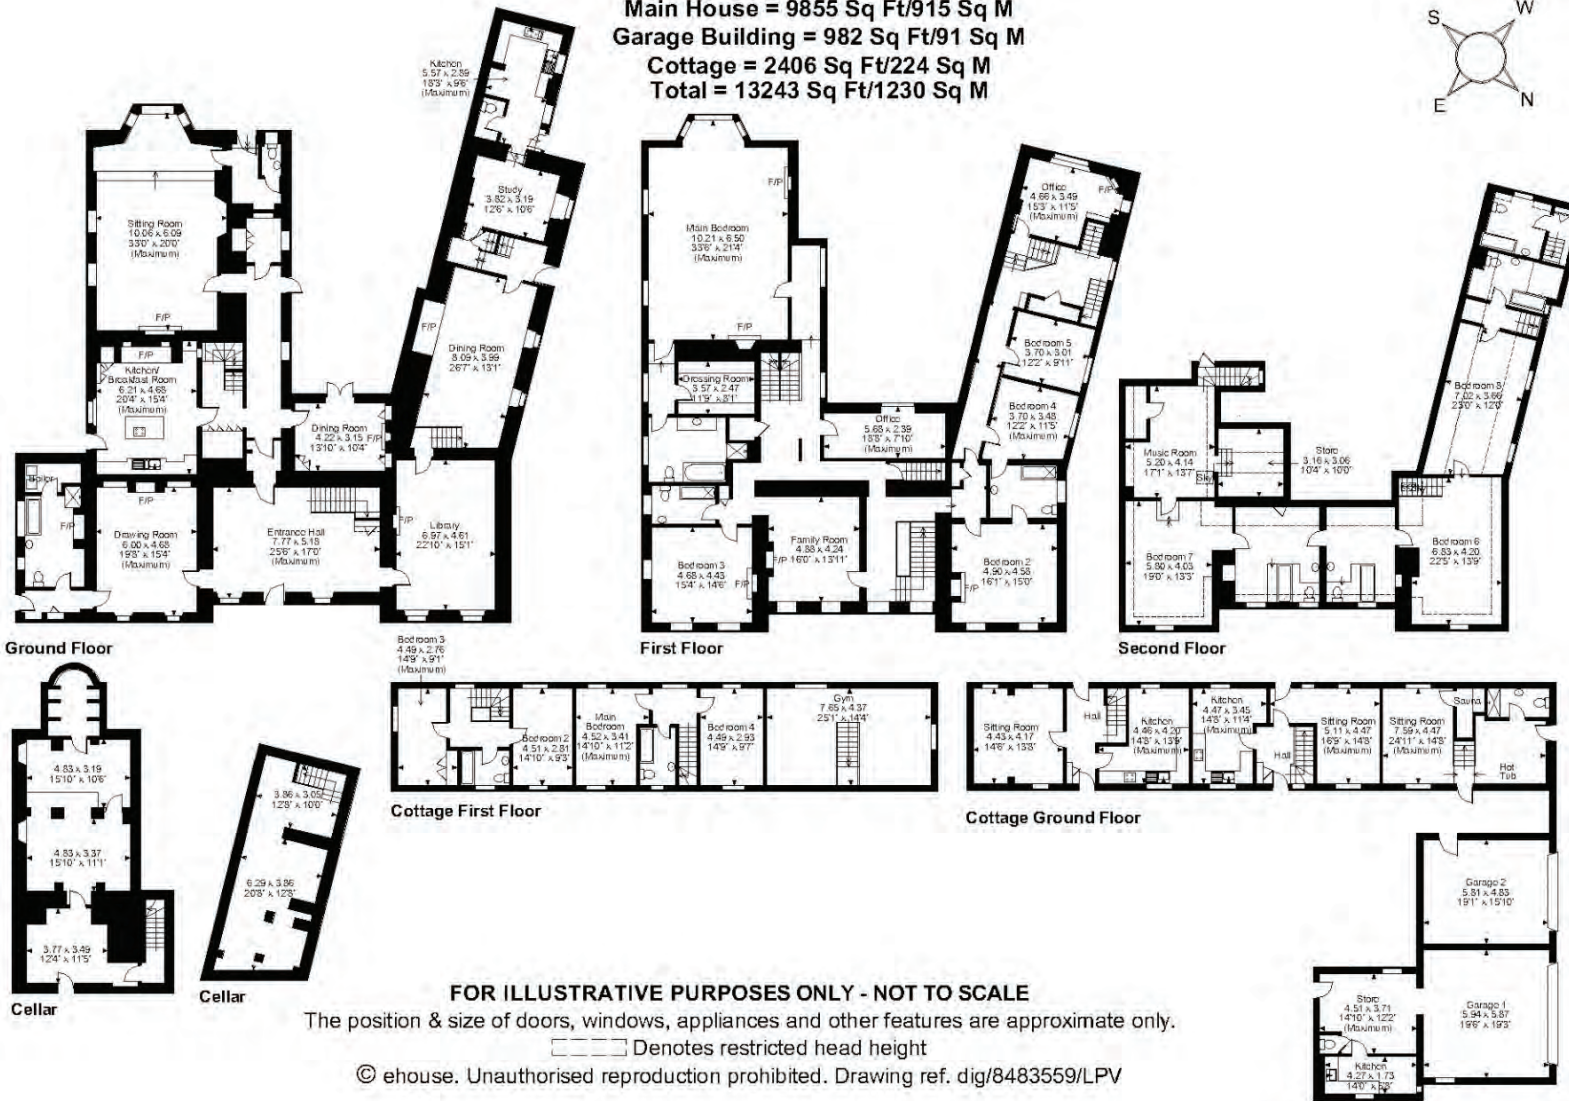 Main House = 9855 Sq Ft/915 Sq M
Garage Building = 982 Sq Ft/91 Sq M
Cottage = 2406 Sq Ft/224 Sq M
Total = 13243 Sq Ft/1230 Sq M
S
W
E
N
Kitchen
5.57 x 2.89
18'3" x 9'6"
(Maximum)
Study
3.82 x 3.19
12'6" x 10'6"
Sitting Room
10.06 x 6.09
33'0" x 20'0"
(Maximum)
F/P
F/P
Kitchen/
Breakfast Room
6.21 x 4.68
20'4" x 15'4"
(Maximum)
F/P
Dining Room
8.09 x 3.99
26'7" x 13'1"
Dining Room
4.22 x 3.15
13'10" x 10'4"
F/P
Boiler
F/P
F/P
Drawing Room
6.00 x 4.68
19'8" x 15'4"
(Maximum)
Entrance Hall
7.77 x 5.18
25'6" x 17'0"
(Maximum)
F/P
Library
6.97 x 4.61
22'10" x 15'1"
Ground Floor
F/P
Main Bedroom
10.21 x 6.50
33'6" x 21'4"
(Maximum)
F/P
Office
4.66 x 3.49
15'3" x 11'5"
(Maximum)
F/P
Dressing Room
3.57 x 2.47
11'9" x 8'1"
Bedroom 5
3.70 x 3.01
12'2" x 9'11"
Bedroom 4
3.70 x 3.48
12'2" x 11'5"
(Maximum)
Office
5.68 x 2.39
18'8" x 7'10"
Family Room
4.88 x 4.24
16'0" x 13'11"
F/P
Bedroom 3
4.68 x 4.43
15'4" x 14'6"
F/P
Bedroom 2
4.90 x 4.58
16'1" x 15'0"
F/P
First Floor
Bedroom 8
7.02 x 3.66
23'0" x 12'0"
Music Room
5.20 x 4.14
17'1" x 13'7"
Sky
Store
3.16 x 3.06
10'4" x 10'0"
Bedroom 7
5.80 x 4.03
19'0" x 13'3"
Bedroom 6
6.83 x 4.20
22'5" x 13'9"
Second Floor
4.83 x 3.19
15'10" x 10'6"
4.83 x 3.37
15'10" x 11'1"
3.77 x 3.49
12'4" x 11'5"
Cellar
3.86 x 3.05
12'8" x 10'0"
6.29 x 3.86
20'8" x 12'8"
Cellar
Bedroom 3
4.49 x 2.76
14'9" x 9'1"
(Maximum)
Bedroom 2
4.51 x 2.81
14'10" x 9'3"
Main
Bedroom
4.52 x 3.41
14'10" x 11'2"
(Maximum)
Bedroom 4
4.49 x 2.93
14'9" x 9'7"
Gym
7.65 x 4.37
25'1" x 14'4"
Cottage First Floor
Sitting Room
4.43 x 4.17
14'6" x 13'8"
Hall
Kitchen
4.46 x 4.20
14'8" x 13'9"
(Maximum)
Kitchen
4.47 x 3.45
14'8" x 11'4"
(Maximum)
Hall
Sitting Room
5.11 x 4.47
16'9" x 14'8"
(Maximum)
Sitting Room
7.59 x 4.47
24'11" x 14'8"
(Maximum)
Sauna
Hot
Tub
Cottage Ground Floor
Garage 2
5.81 x 4.83
19'1" x 15'10"
Store
4.51 x 3.71
14'10" x 12'2"
(Maximum)
Garage 1
5.94 x 5.87
19'6" x 19'3"
Kitchen
4.27 x 1.73
14'0" x 5'8"
FOR ILLUSTRATIVE PURPOSES ONLY - NOT TO SCALE
The position & size of doors, windows, appliances and other features are approximate only.
Denotes restricted head height
© ehouse. Unauthorised reproduction prohibited. Drawing ref. dig/8483559/LPV